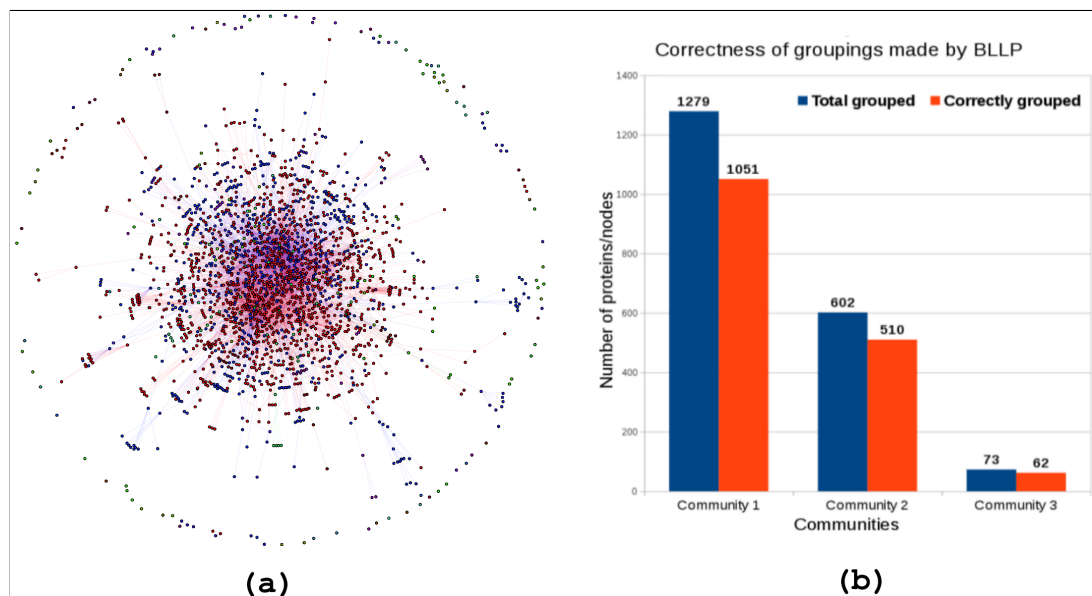 Correctness of groupings made by BLLP
Total grouped Correctly grouped
Number of proteins/nodes
1400
1200
1000
800
600
400
200
0
1279
1051
602
510
73
62
Community 1 Community 2 Community 3
Communities
(a) (b)